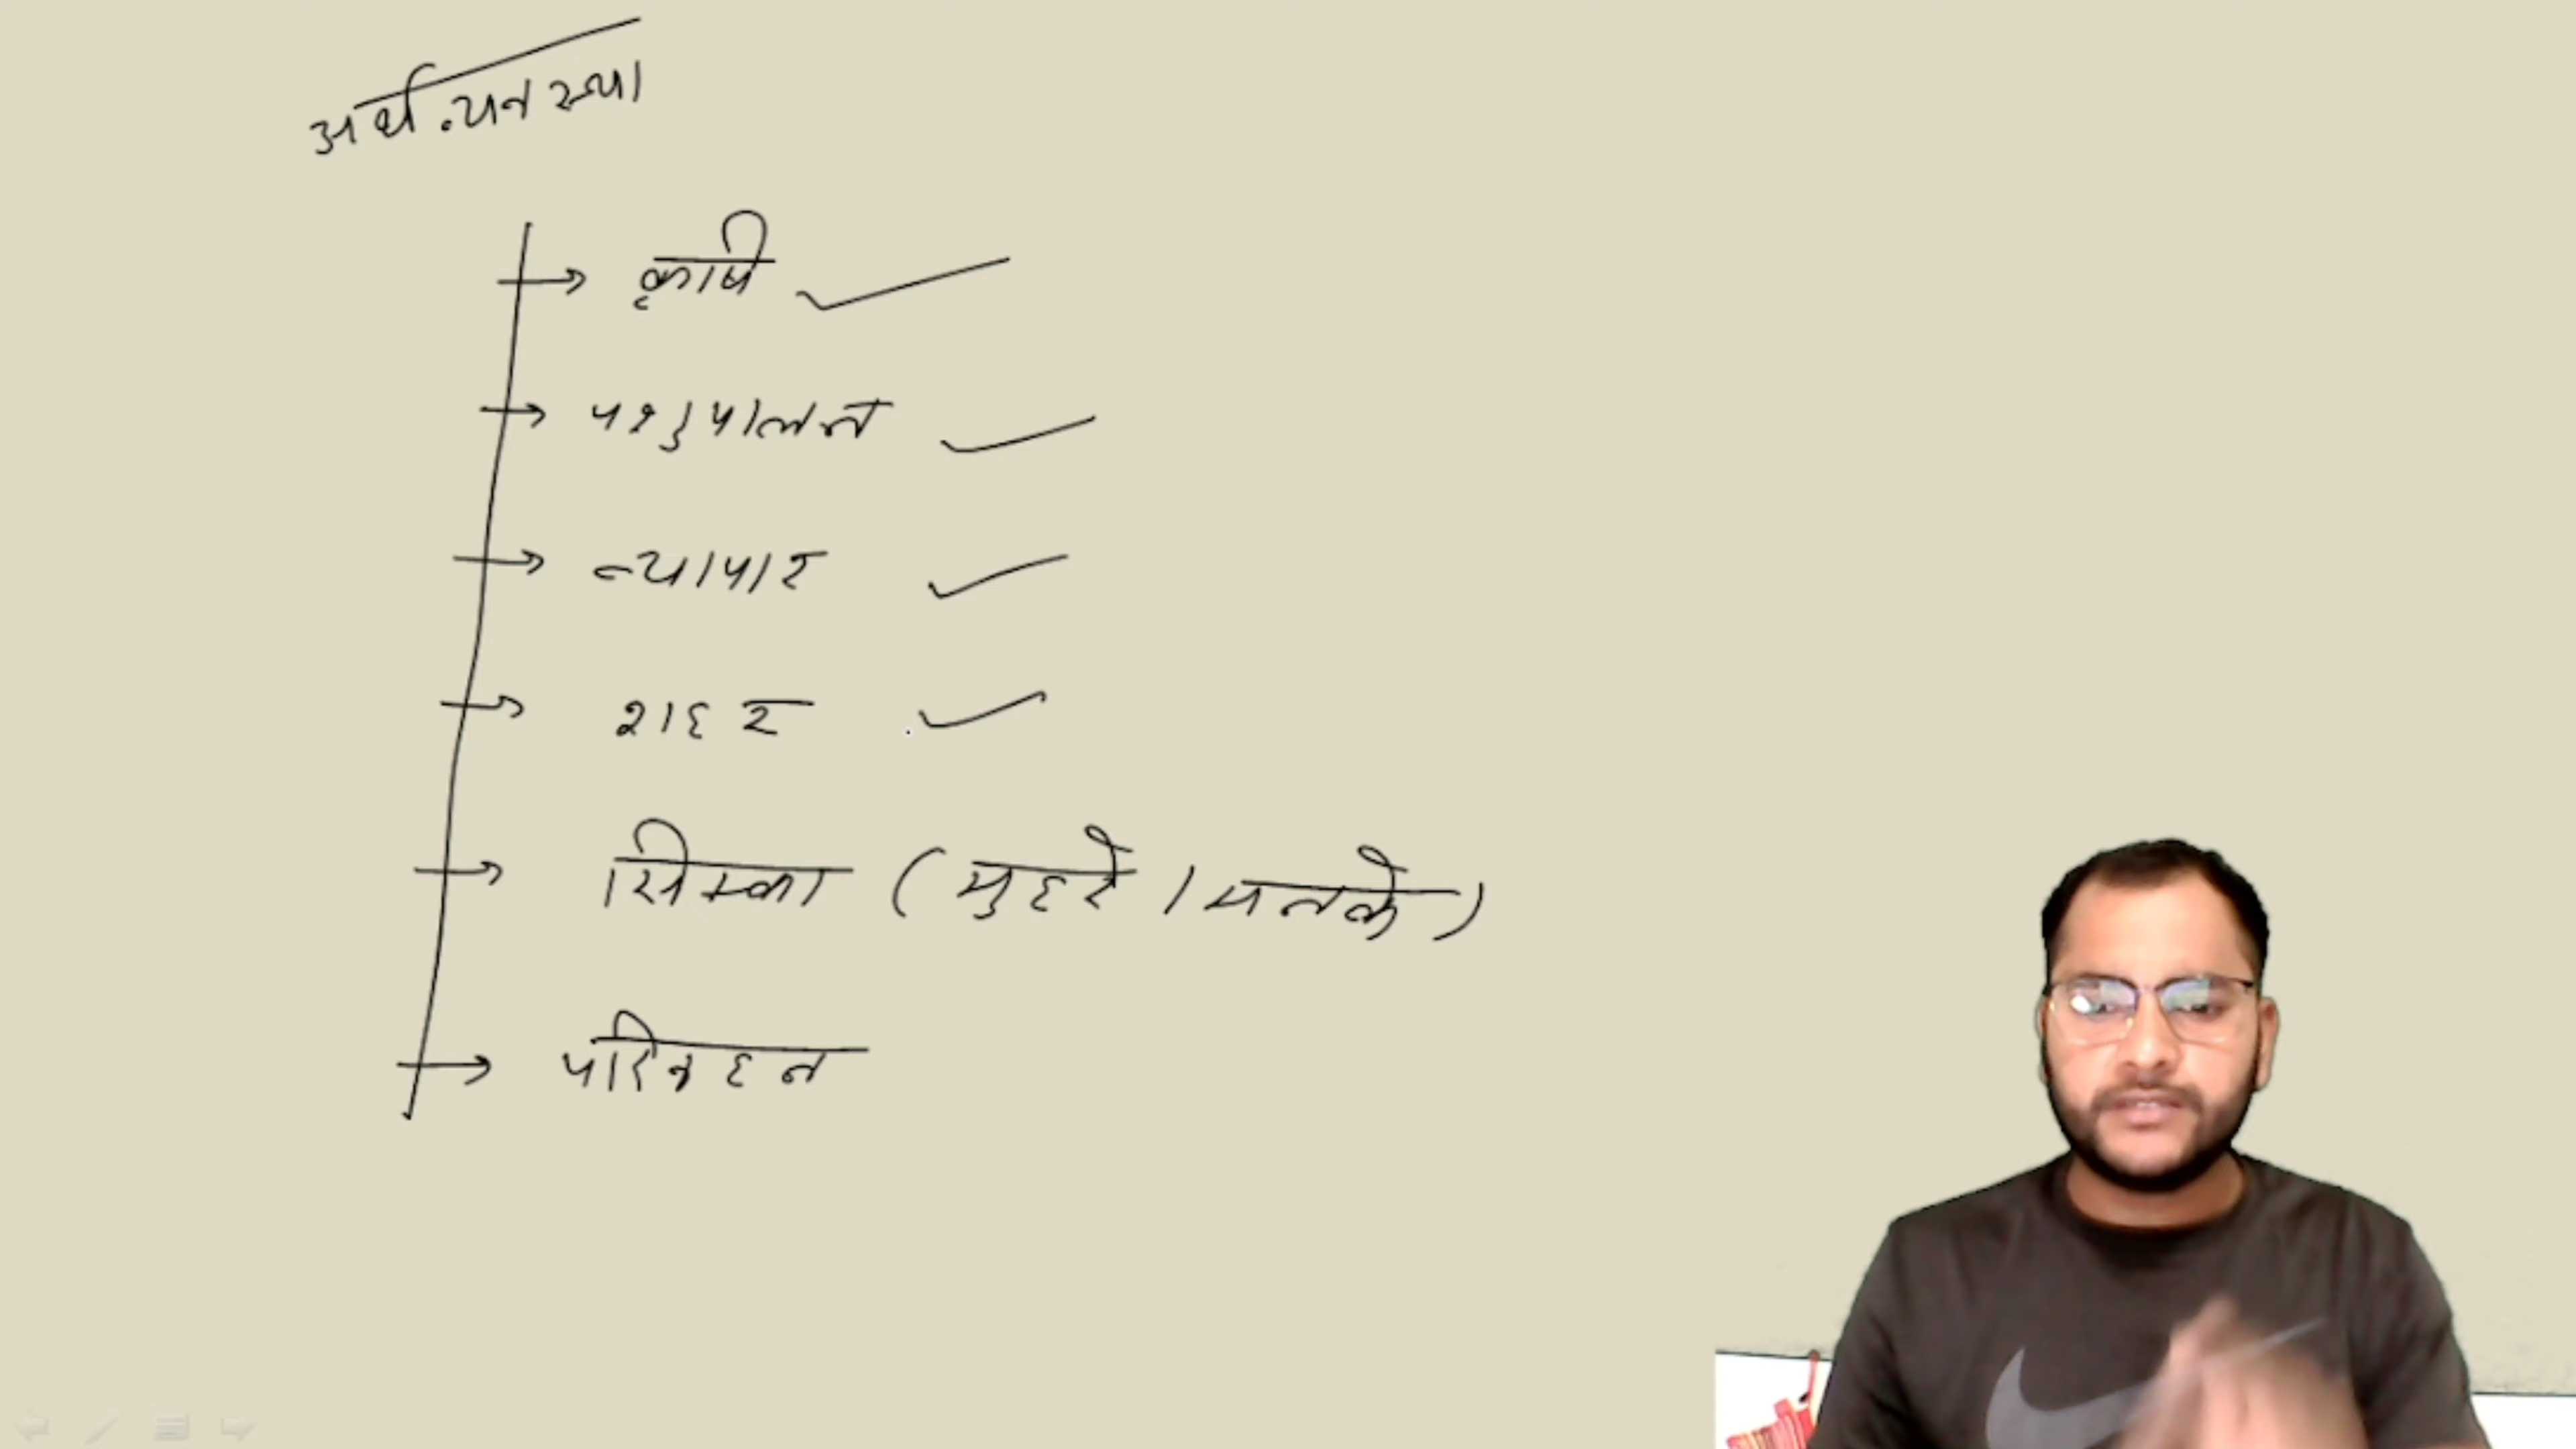 अर्थव्यवस्था
कृषि
पशुपालन
व्यापार
शहर
सिक्का (मुहरे / मनके)
परिवहन